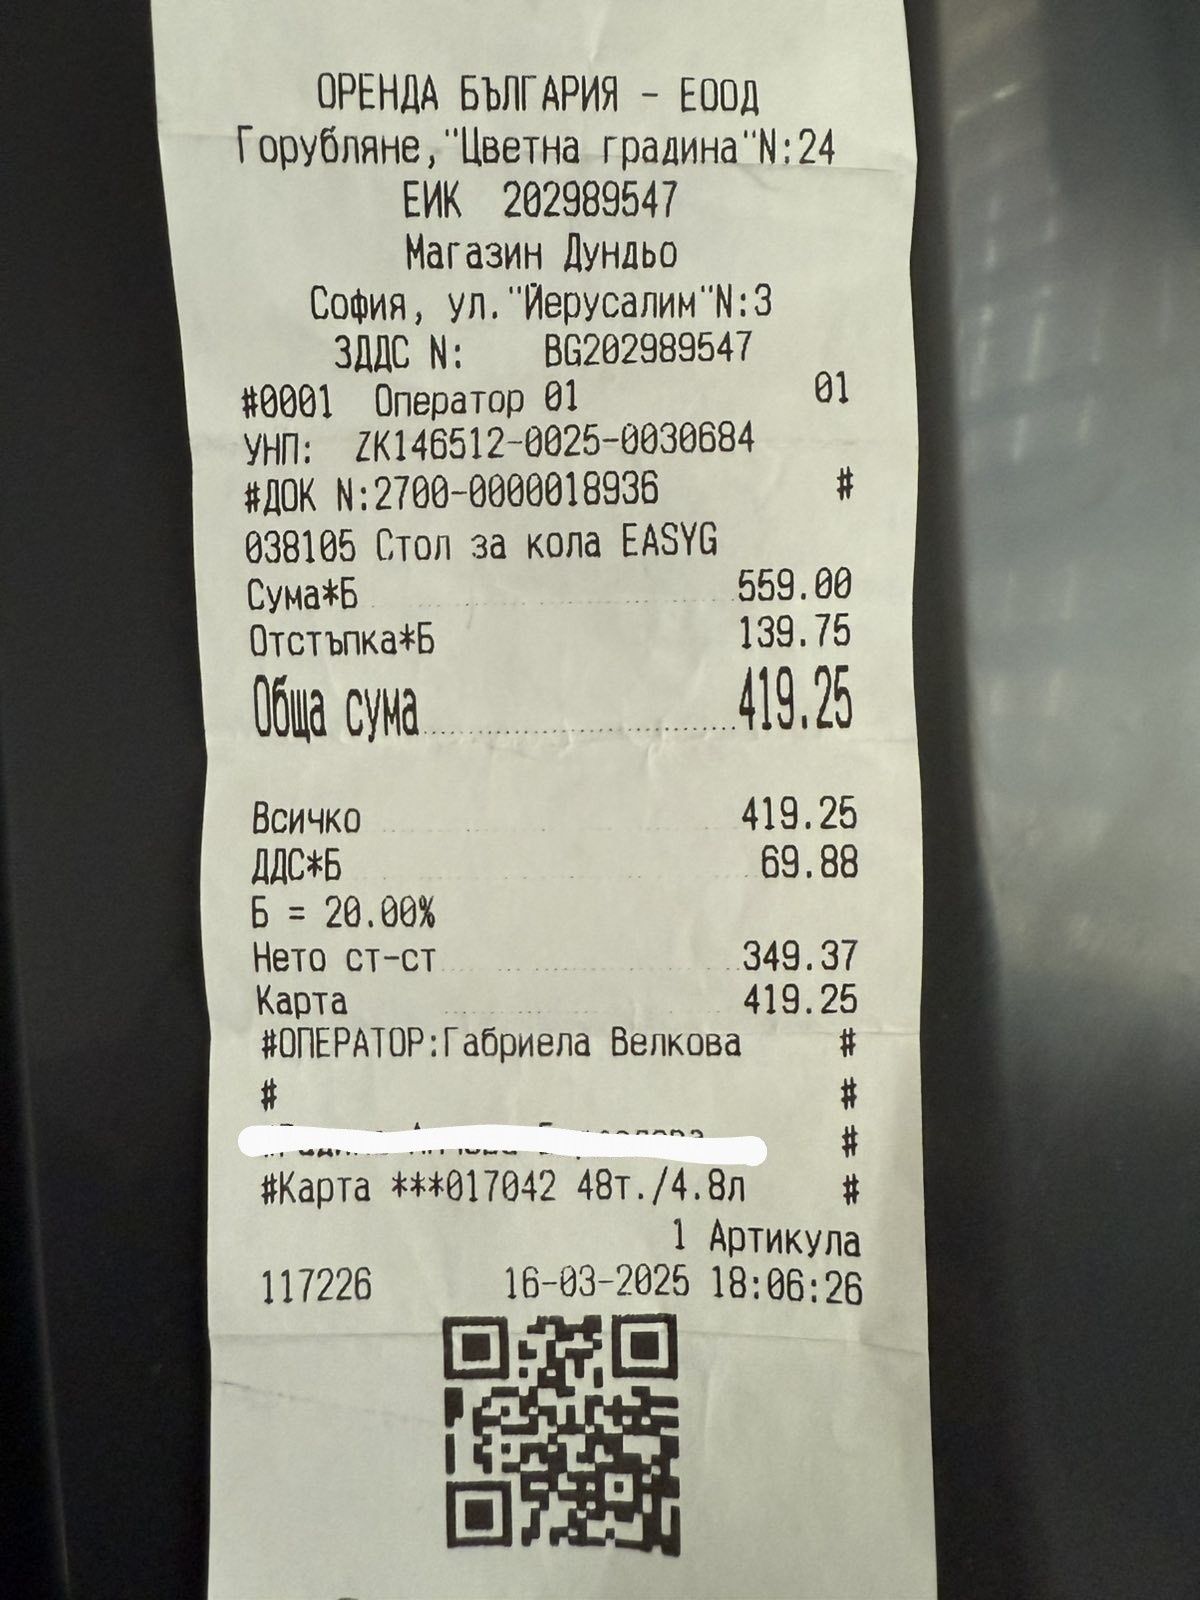 ОРЕНДА БЪЛГАРИЯ - ЕООД
Горубляне,"Цветна градина"N:24
ЕИК 202989547
Магазин Дундьо
София, ул."Йерусалим"N:3
ЗДДС N: BG202989547
#0001 Оператор 01 01
УНП: ZK146512-0025-0030684
#ДОК N:2700-0000018936 #
038105 Стол за кола EASYG
Сума*Б 559.00
Отстъпка*Б 139.75
Обща сума 419.25
Всичко 419.25
ДДС*Б 69.88
Б = 20.00%
Нето ст-ст 349.37
Карта 419.25
#ОПЕРАТОР:Габриела Велкова #
# #
#
#Карта ***017042 48т./4.8л #
1 Артикула
117226 16-03-2025 18:06:26